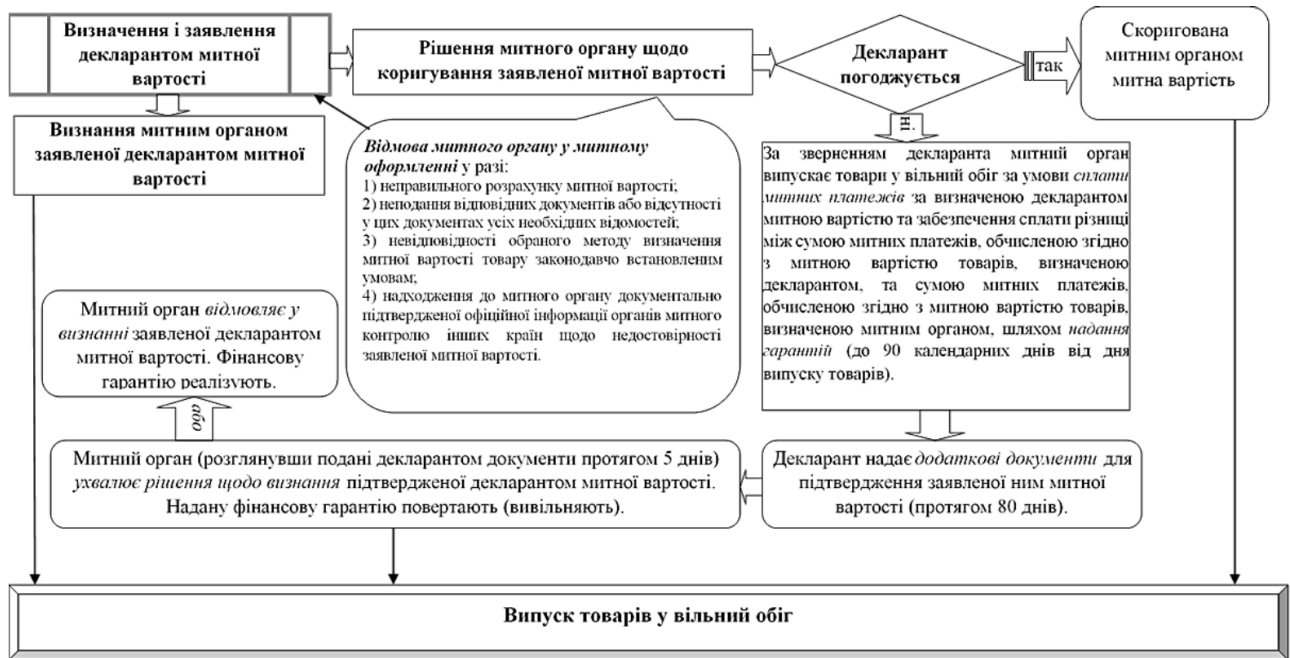 Визначення і заявлення
декларантом митної
вартості
Рішення митного органу щодо
коригування заявленої митної вартості
Декларант
погоджується
так
Скоригована
митним органом
митна вартість
Визнання митним органом
заявленої декларантом митної
вартості
Відмова митного органу у митному
оформленні у разі:
1) неправильного розрахунку митної вартості;
2) неподання відповідних документів або відсутності
у цих документах усіх необхідних відомостей;
3) невідповідності обраного методу визначення
митної вартості товару законодавчо встановленим
умовам;
4) надходження до митного органу документально
підтвердженої офіційної інформації органів митного
контролю інших країн щодо недостовірності
заявленої митної вартості.
ні
За зверненням декларанта митний орган
випускає товари у вільний обіг за умови сплати
митних платежів за визначеною декларантом
митною вартістю та забезпечення сплати різниці
між сумою митних платежів, обчисленою згідно
з митною вартістю товарів, визначеною
декларантом, та сумою митних платежів,
обчисленою згідно з митною вартістю товарів,
визначеною митним органом, шляхом надання
гарантій (до 90 календарних днів від дня
випуску товарів).
Митний орган відмовляє у
визнанні заявленої декларантом
митної вартості. Фінансову
гарантію реалізують.
або
Митний орган (розглянувши подані декларантом документи протягом 5 днів)
ухвалює рішення щодо визнання підтвердженої декларантом митної вартості.
Надану фінансову гарантію повертають (вивільняють).
Декларант надає додаткові документи для
підтвердження заявленої ним митної
вартості (протягом 80 днів).
Випуск товарів у вільний обіг